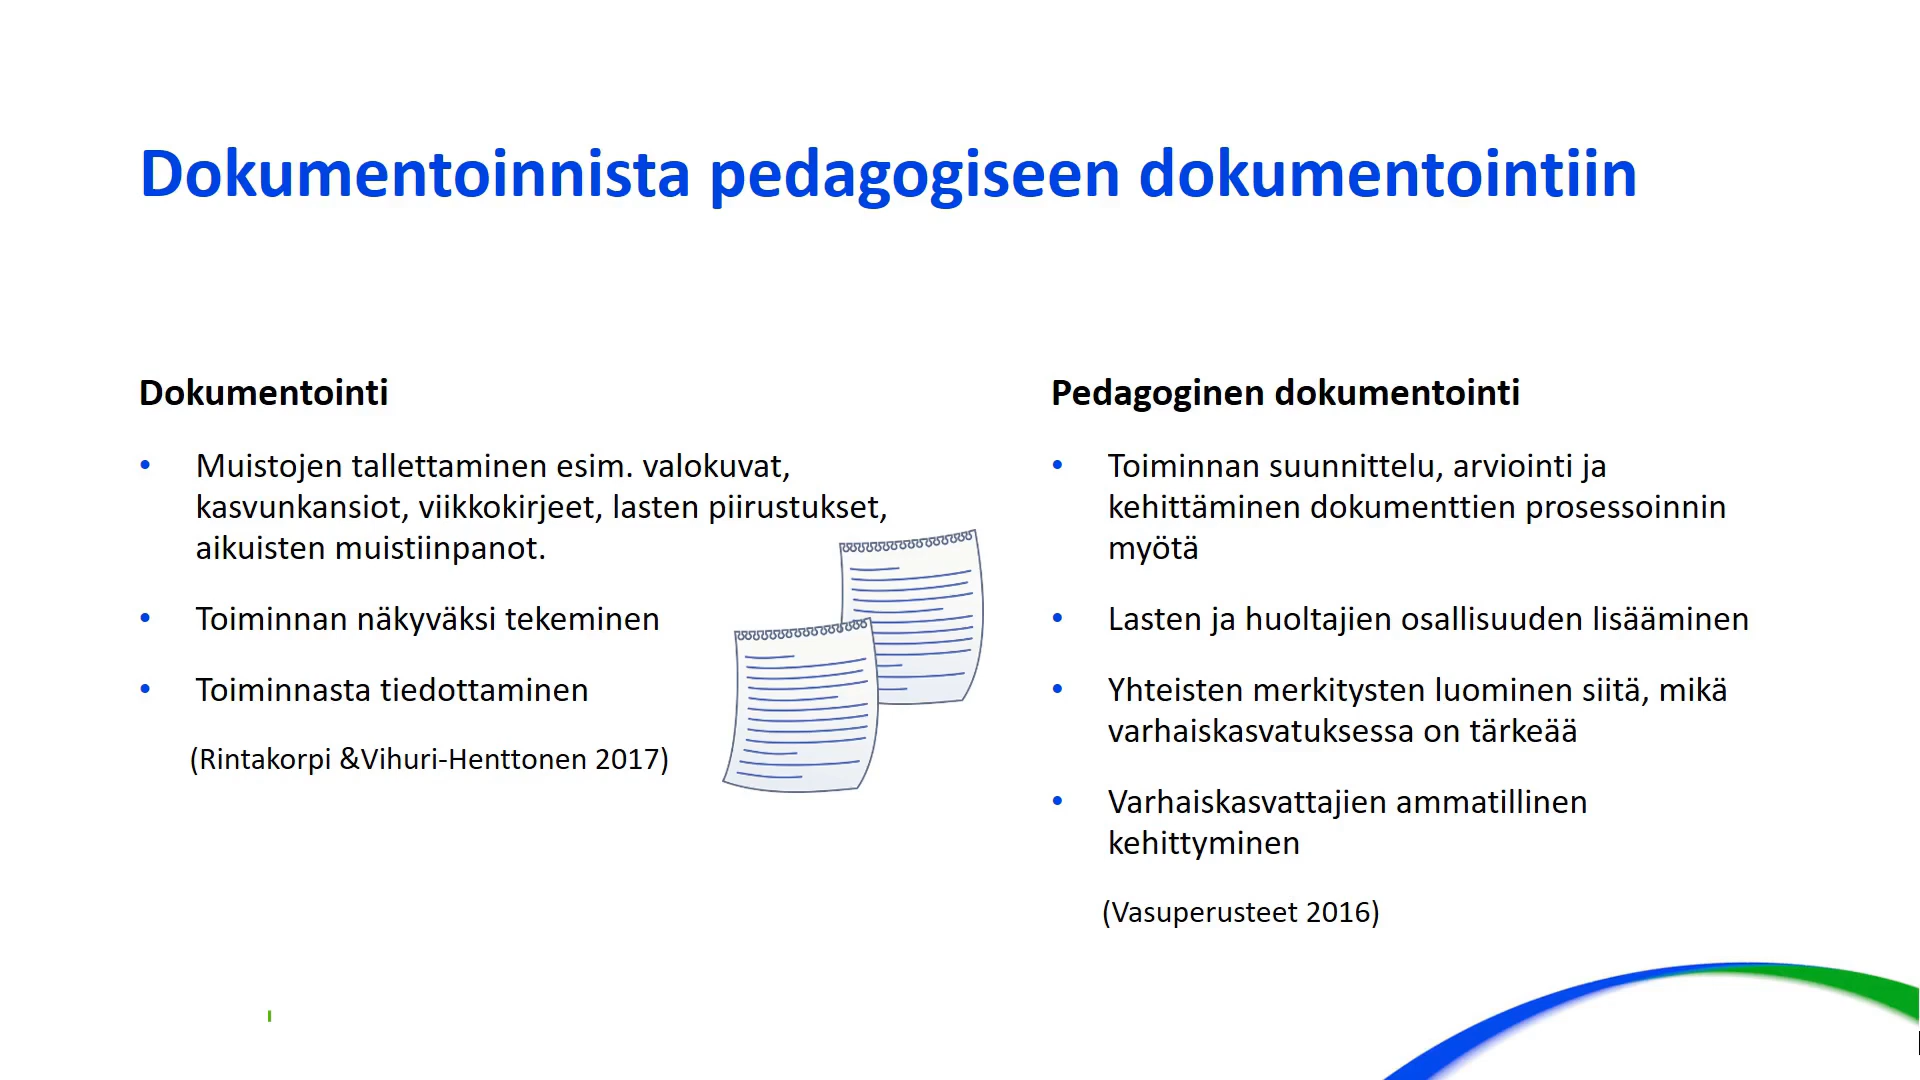 Dokumentoinnista pedagogiseen dokumentointiin
Dokumentointi
• Muistojen tallettaminen esim. valokuvat,
kasvunkansiot, viikkokirjeet, lasten piirustukset,
aikuisten muistiinpanot.
• Toiminnan näkyväksi tekeminen
• Toiminnasta tiedottaminen
(Rintakorpi &Vihuri-Henttonen 2017)
Pedagoginen dokumentointi
• Toiminnan suunnittelu, arviointi ja
kehittäminen dokumenttien prosessoinnin
myötä
• Lasten ja huoltajien osallisuuden lisääminen
• Yhteisten merkitysten luominen siitä, mikä
varhaiskasvatuksessa on tärkeää
• Varhaiskasvattajien ammatillinen
kehittyminen
(Vasuperusteet 2016)